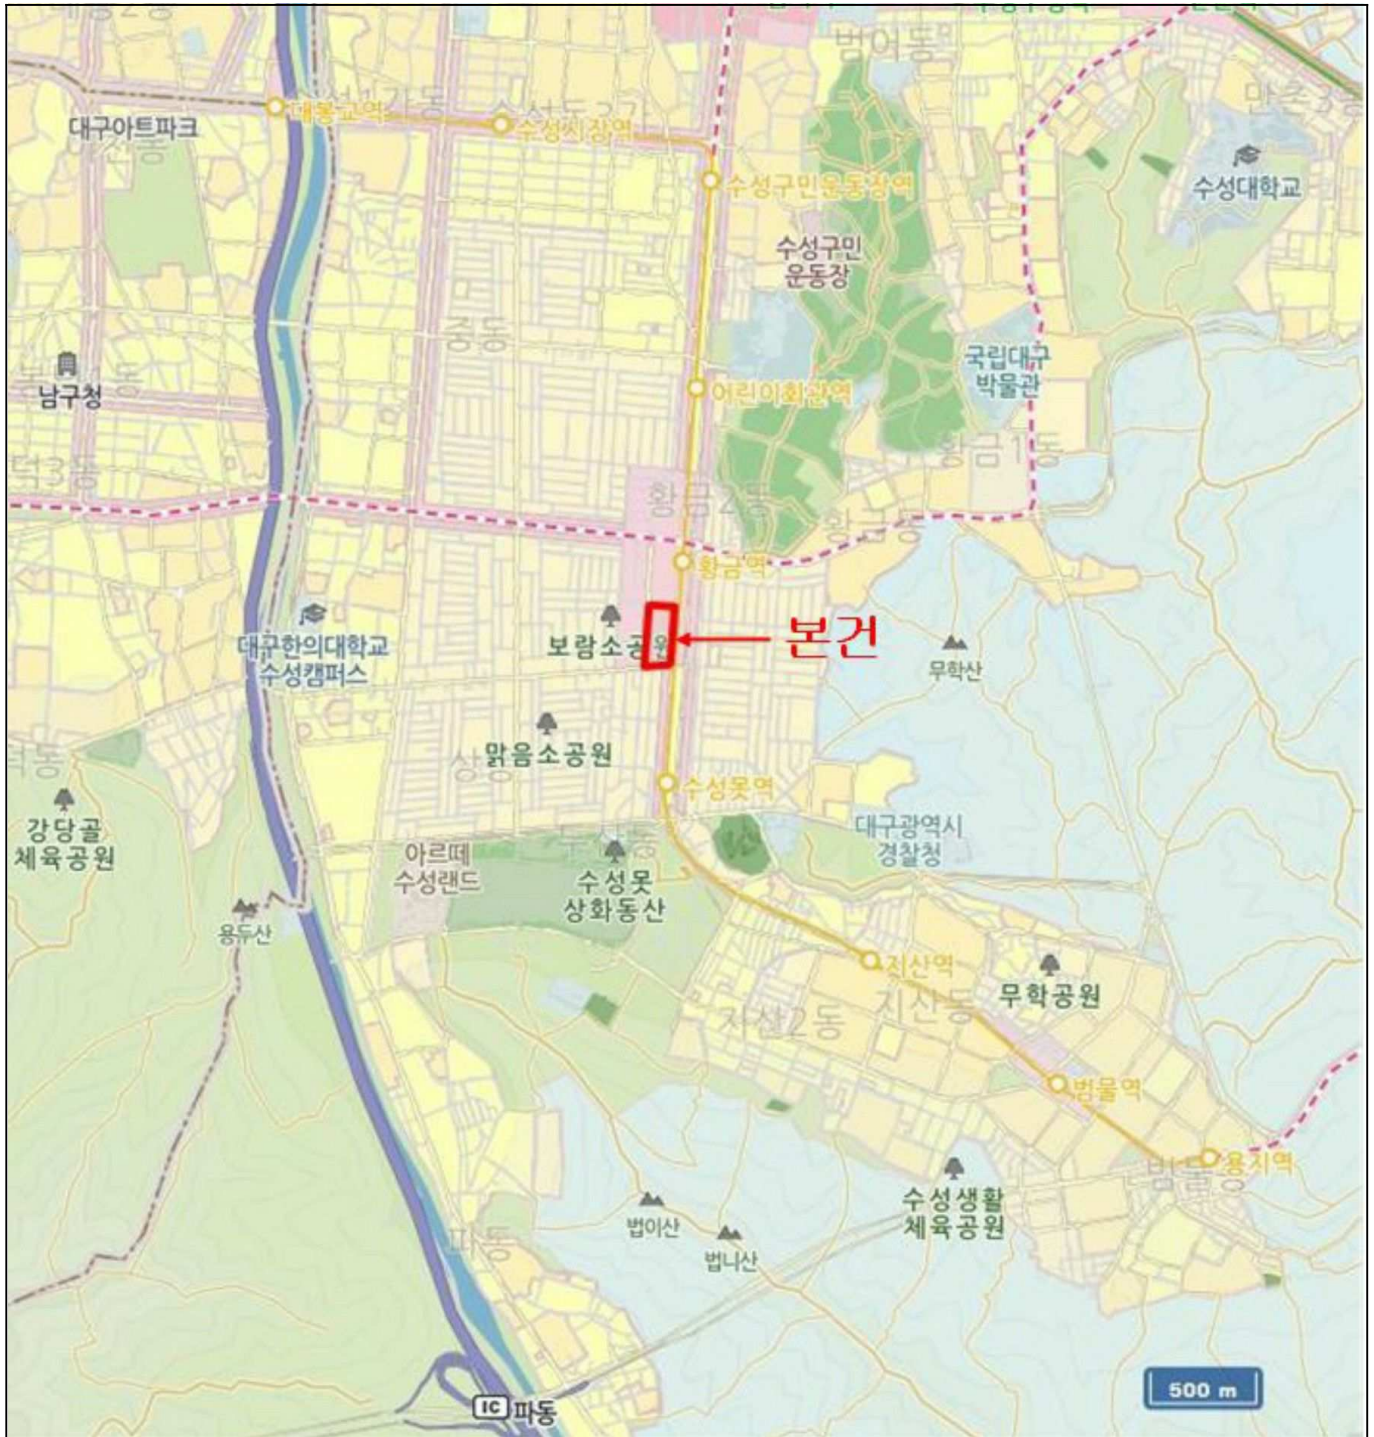 범어동
만촌3동
대봉교역
수성시장역
대구아트파크
수성대학교
수성구민운동장역
수성구민
운동장
중동
국립대구
박물관
남구청
어린이회관역
황금1동
황금2동
황금동
황금역
대구한의대학교
수성캠퍼스
보람소공원
본건
무학산
맑음소공원
상동
수성못역
강당골
체육공원
대구광역시
경찰청
아르떼
수성랜드
두산동
수성못
상화동산
용두산
지산역
무학공원
지산2동
지산동
범물역
용지역
범물동
수성생활
체육공원
법이산
법니산
파동
500 m
IC 파동